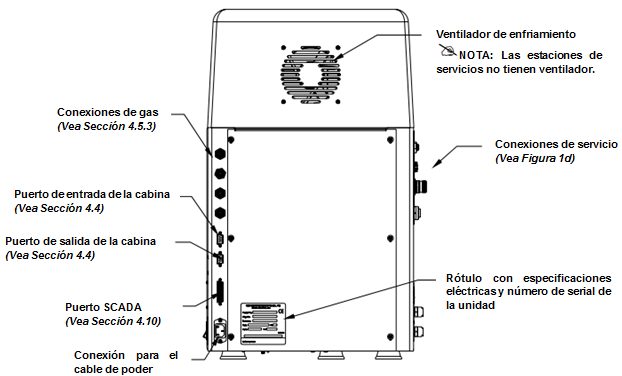 Ventilador de enfriamiento
NOTA: Las estaciones de
servicios no tienen ventilador.
Conexiones de gas
(Vea Sección 4.5.3)
Conexiones de servicio
(Vea Figura 1d)
Puerto de entrada de la cabina
(Vea Sección 4.4)
Puerto de salida de la cabina
(Vea Sección 4.4)
Rótulo con especificaciones
eléctricas y número de serial de
la unidad
Puerto SCADA
(Vea Sección 4.10)
Conexión para el
cable de poder